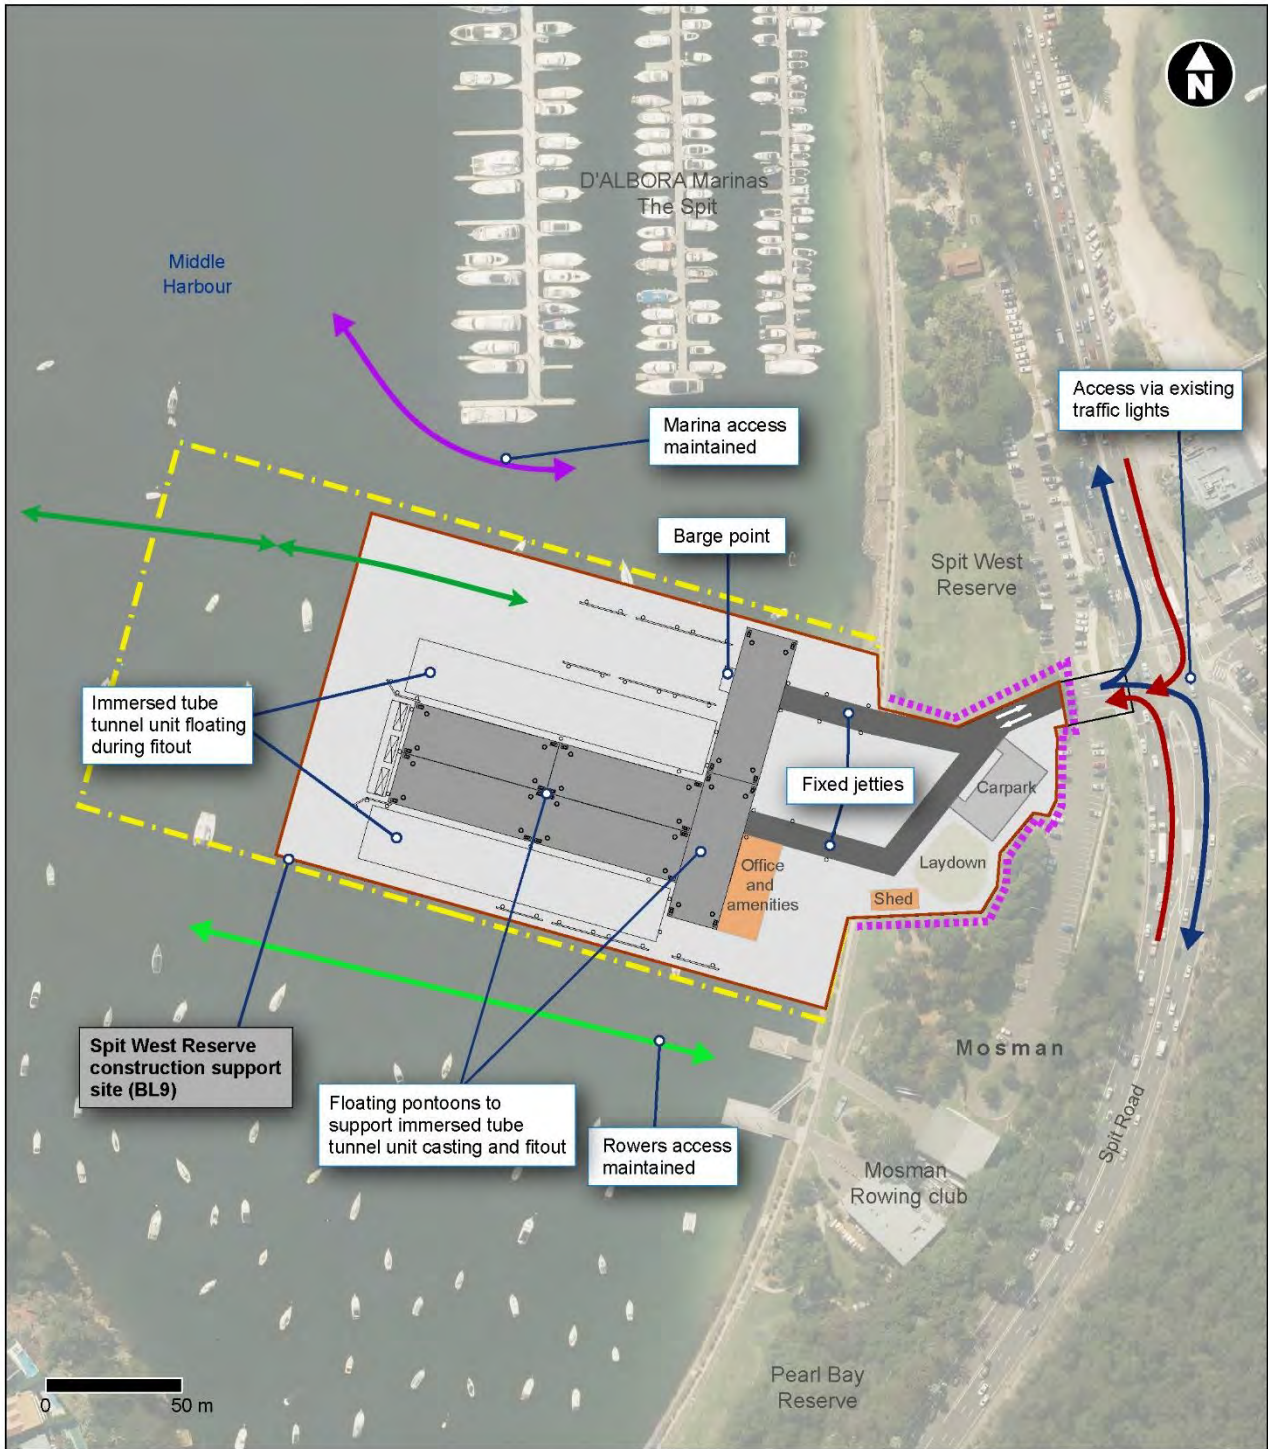 N
D'ALBORA Marinas
The Spit
Middle
Harbour
Access via existing
traffic lights
Marina access
maintained
Barge point
Spit West
Reserve
Immersed tube
tunnel unit floating
during fitout
Fixed jetties
Carpark
Laydown
Office
and
amenities
Shed
Spit West Reserve
construction support
site (BL9)
Floating pontoons to
support immersed tube
tunnel unit casting and fitout
Rowers access
maintained
Mosman
Spit Road
Mosman
Rowing club
Pearl Bay
Reserve
0 50 m